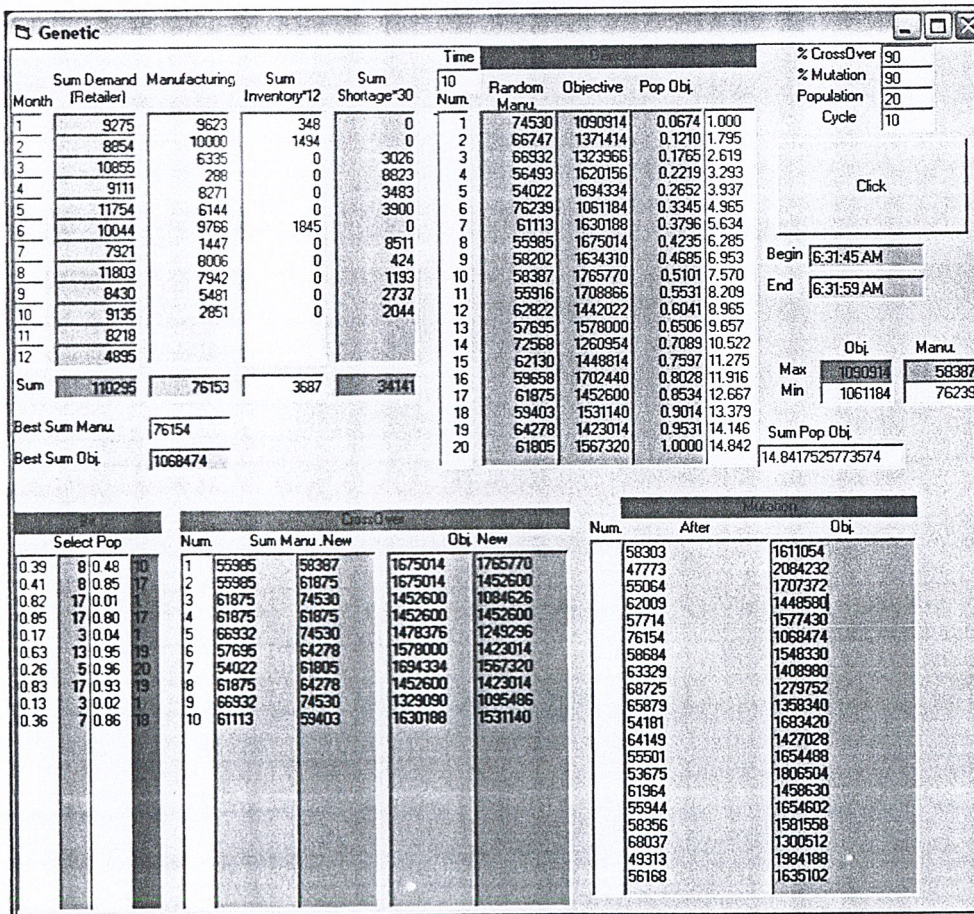 Genetic
Month Sum Demand (Retailer) Manufacturing Sum Inventory*12 Sum Shortage*30
1 9275 9623 348 0
2 8854 10000 1494 0
3 10855 6335 0 3026
4 9111 288 0 8823
5 11754 8271 0 3483
6 10044 6144 0 3900
7 7921 9766 1845 0
8 11803 1447 0 8511
9 8430 8006 0 424
10 9135 7942 0 1193
11 8218 5481 0 2737
12 4895 2851 0 2044
Sum 110295 76153 3687 34141
Best Sum Manu. 76154
Best Sum Obj. 1068474
Time
10
Num. Random Manu. Objective Pop Obj.
1 74530 1090914 0.0674 1.000
2 66747 1371414 0.1210 1.795
3 66932 1323966 0.1765 2.619
4 56493 1620156 0.2219 3.293
5 54022 1694334 0.2652 3.937
6 76239 1061184 0.3345 4.965
7 61113 1630188 0.3796 5.634
8 55985 1675014 0.4235 6.285
9 58202 1634310 0.4685 6.953
10 58387 1765770 0.5101 7.570
11 55916 1708866 0.5531 8.209
12 62822 1442022 0.6041 8.965
13 57695 1578000 0.6506 9.657
14 72568 1260954 0.7089 10.522
15 62130 1448814 0.7597 11.275
16 59658 1702440 0.8028 11.916
17 61875 1452600 0.8534 12.667
18 59403 1531140 0.9014 13.379
19 64278 1423014 0.9531 14.146
20 61805 1567320 1.0000 14.842
% CrossOver 90
% Mutation 90
Population 20
Cycle 10
Click
Begin 6:31:45 AM
End 6:31:59 AM
Obj. Manu.
Max 1090914 58387
Min 1061184 76239
Sum Pop Obj.
14.8417525773574
Select Pop
0.39 8 0.48 10
0.41 8 0.85 17
0.82 17 0.01 1
0.85 17 0.80 17
0.17 3 0.04 1
0.63 13 0.95 19
0.26 5 0.96 20
0.83 17 0.93 19
0.13 3 0.02 1
0.36 7 0.86 18
CrossOver
Num. Sum Manu .New Obj. New
1 55985 58387 1675014 1765770
2 55985 61875 1675014 1452600
3 61875 74530 1452600 1084626
4 61875 61875 1452600 1452600
5 66932 74530 1478376 1249296
6 57695 64278 1578000 1423014
7 54022 61805 1694334 1567320
8 61875 64278 1452600 1423014
9 66932 74530 1329090 1095486
10 61113 59403 1630188 1531140
Mutation
Num. After Obj.
58303 1611054
47773 2084232
55064 1707372
62009 1448580
57714 1577430
76154 1068474
58684 1548330
63329 1408980
68725 1279752
65879 1358340
54181 1683420
64149 1427028
55501 1654488
53675 1806504
61964 1458630
55944 1654602
58356 1581558
68037 1300512
49313 1984188
56168 1635102